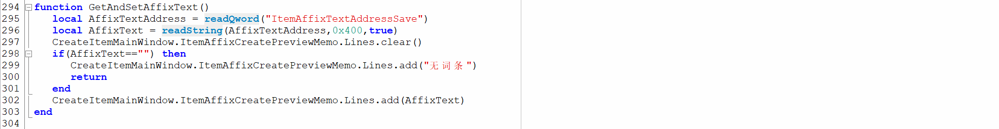 294 function GetAndSetAffixText()
295 local AffixTextAddress = readQword("ItemAffixTextAddressSave")
296 local AffixText = readString(AffixTextAddress,0x400,true)
297 CreateItemMainWindow.ItemAffixCreatePreviewMemo.Lines.clear()
298 if(AffixText=="") then
299 CreateItemMainWindow.ItemAffixCreatePreviewMemo.Lines.add("无词条")
300 return
301 end
302 CreateItemMainWindow.ItemAffixCreatePreviewMemo.Lines.add(AffixText)
303 end
304